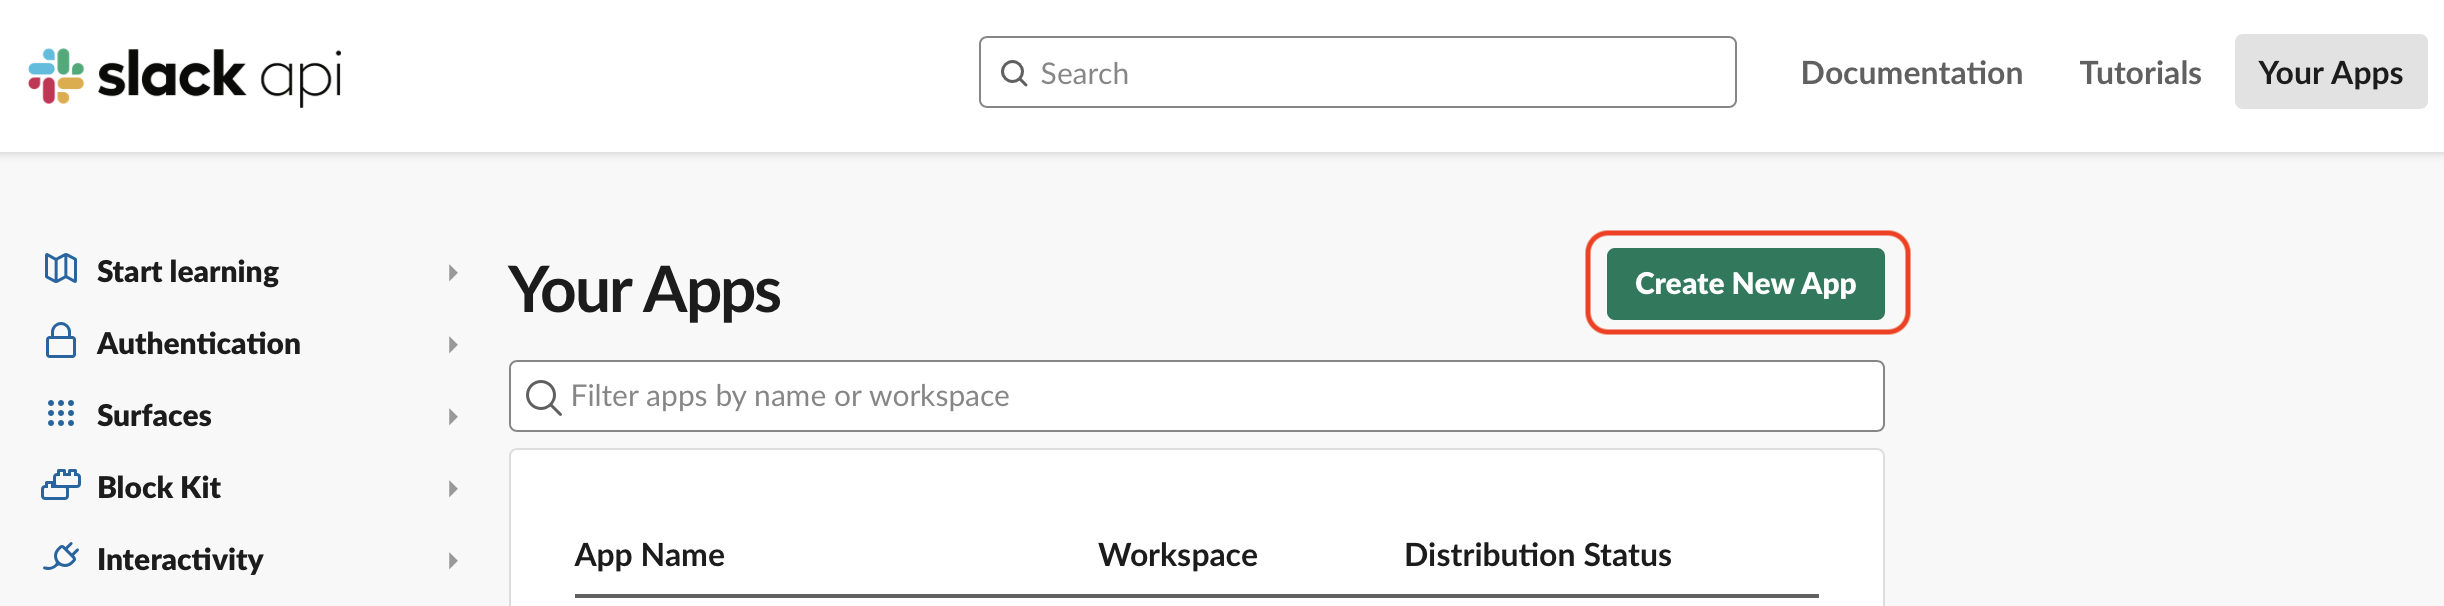 slack api
Search
Documentation
Tutorials
Your Apps
Start learning
Authentication
Surfaces
Block Kit
Interactivity
Your Apps
Create New App
Filter apps by name or workspace
App Name
Workspace
Distribution Status